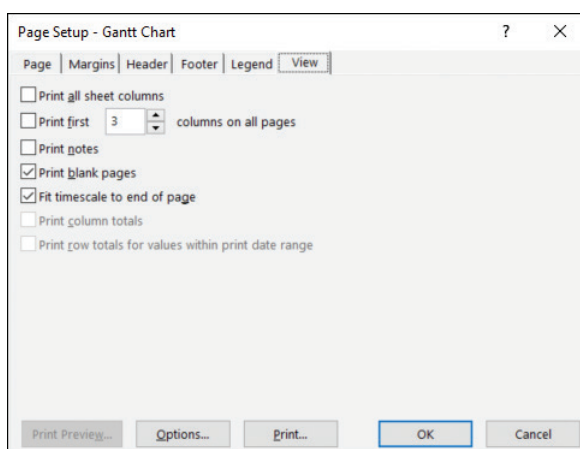 Page Setup - Gantt Chart ?
Page Margins Header Footer Legend View
Print all sheet columns
Print first 3 columns on all pages
Print notes
Print blank pages
Fit timescale to end of page
Print column totals
Print row totals for values within print date range
Print Preview... Options... Print... OK Cancel